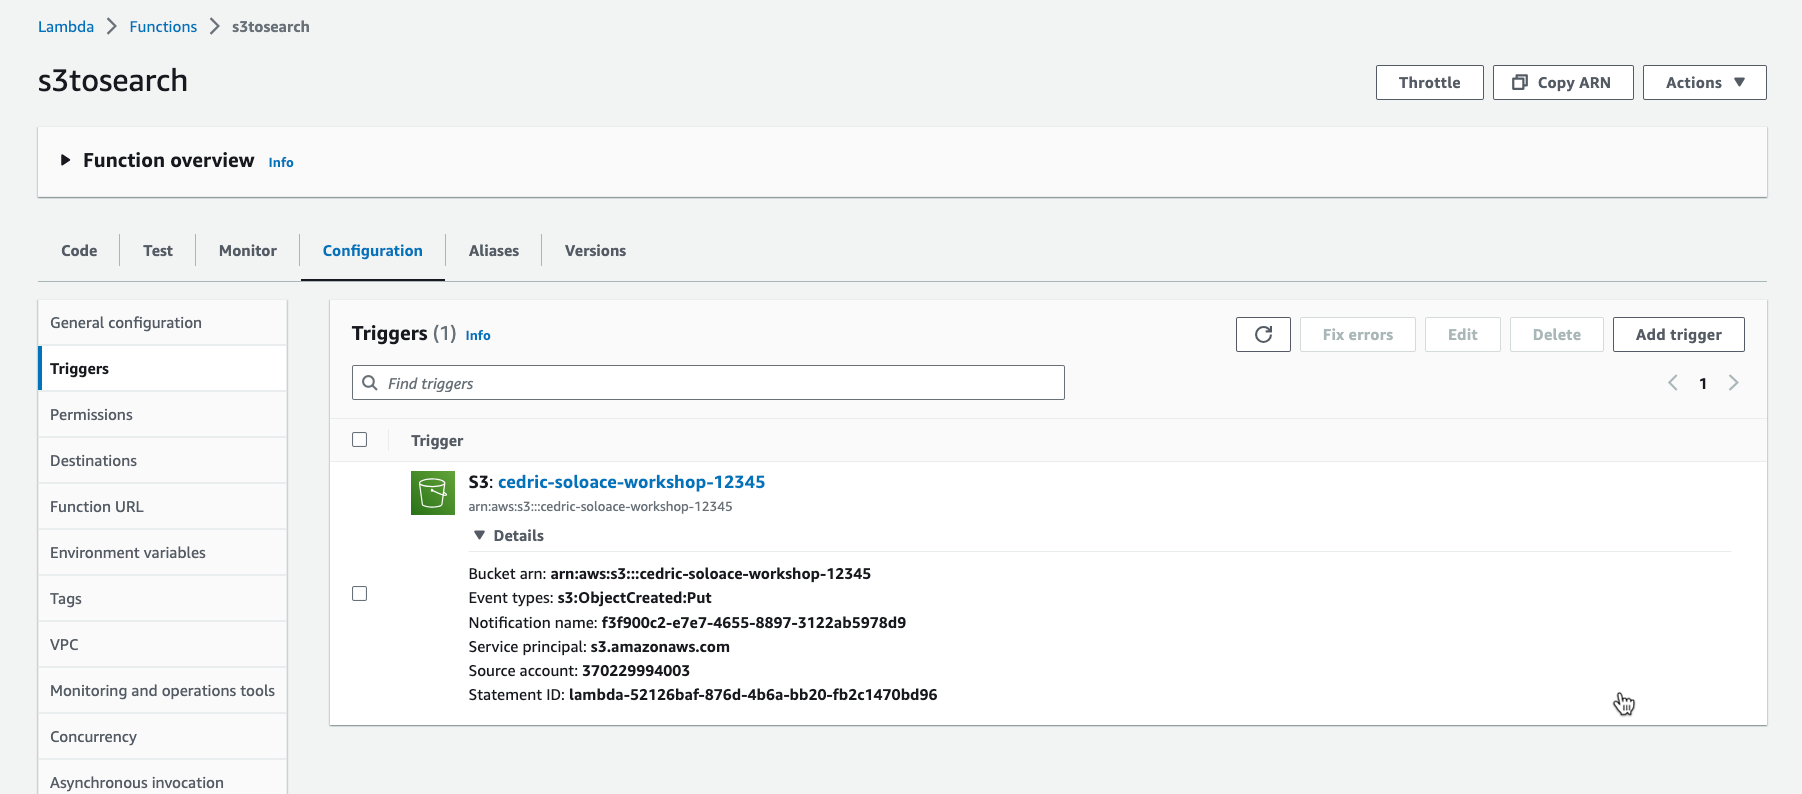 Lambda > Functions > s3tosearch
s3tosearch
Throttle
Copy ARN
Actions
Function overview Info
Code
Test
Monitor
Configuration
Aliases
Versions
General configuration
Triggers
Permissions
Destinations
Function URL
Environment variables
Tags
VPC
Monitoring and operations tools
Concurrency
Asynchronous invocation
Triggers (1) Info
Fix errors
Edit
Delete
Add trigger
Find triggers
1
Trigger
S3: cedric-soloace-workshop-12345
arn:aws:s3:::cedric-soloace-workshop-12345
Details
Bucket arn: arn:aws:s3:::cedric-soloace-workshop-12345
Event types: s3:ObjectCreated:Put
Notification name: f3f900c2-e7e7-4655-8897-3122ab5978d9
Service principal: s3.amazonaws.com
Source account: 370229994003
Statement ID: lambda-52126baf-876d-4b6a-bb20-fb2c1470bd96